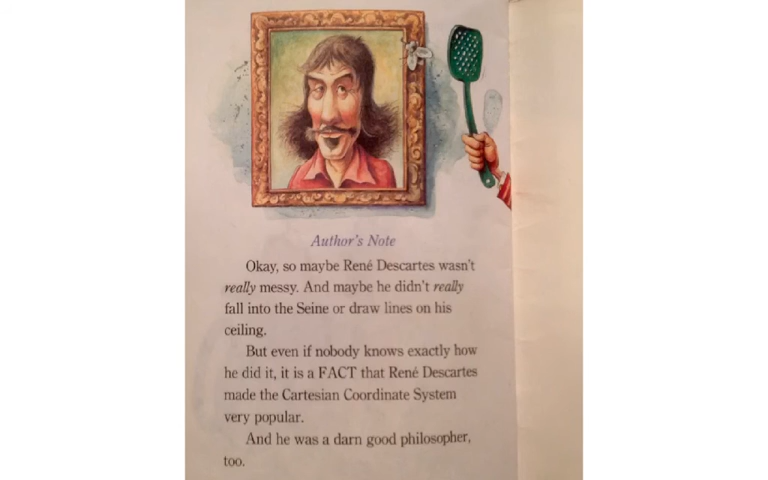 Author's Note
Okay, so maybe René Descartes wasn't
really messy. And maybe he didn't really
fall into the Seine or draw lines on his
ceiling.
But even if nobody knows exactly how
he did it, it is a FACT that René Descartes
made the Cartesian Coordinate System
very popular.
And he was a darn good philosopher,
too.